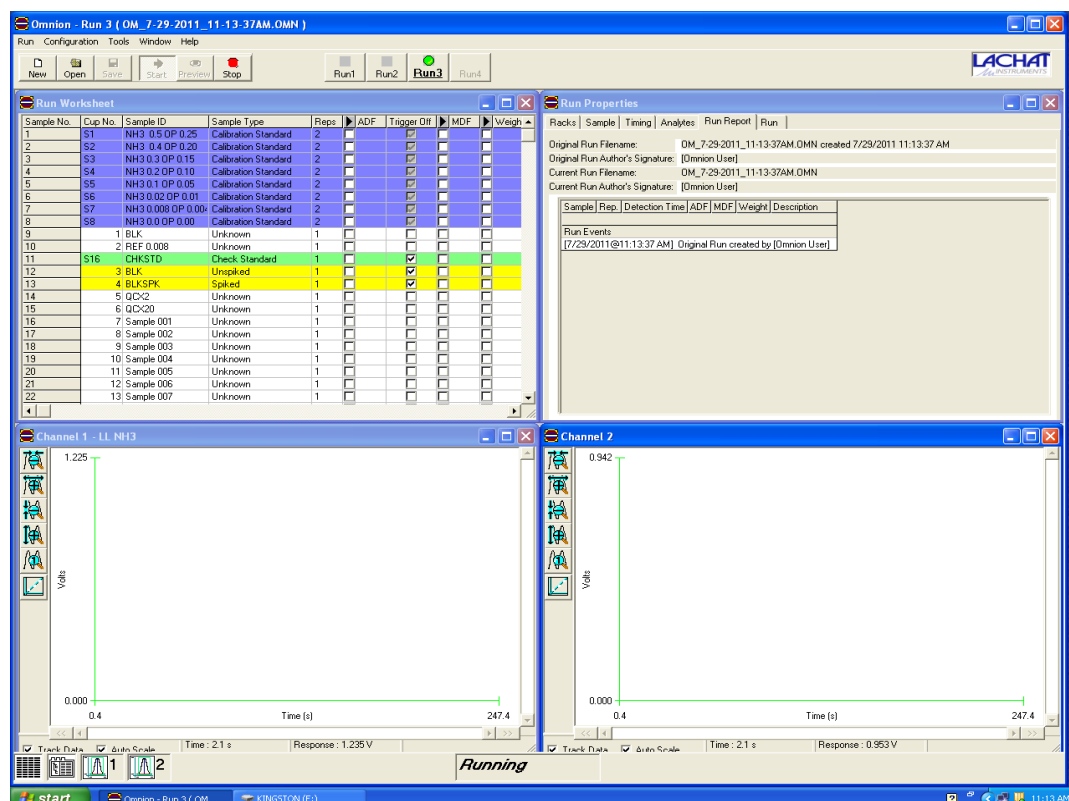 Omnion - Run 3 ( OM_7-29-2011_11-13-37AM.OMN )
Run Configuration Tools Window Help
New Open Save Start Preview Stop Run1 Run2 Run3 Run4
LACHAT
INSTRUMENTS
Run Worksheet
Sample No. Cup No. Sample ID Sample Type Reps ADF Trigger Off MDF Weigh
1 S1 NH3 0.5 OP 0.25 Calibration Standard 2
2 S2 NH3 0.4 OP 0.20 Calibration Standard 2
3 S3 NH3 0.3 OP 0.15 Calibration Standard 2
4 S4 NH3 0.2 OP 0.10 Calibration Standard 2
5 S5 NH3 0.1 OP 0.05 Calibration Standard 2
6 S6 NH3 0.02 OP 0.01 Calibration Standard 2
7 S7 NH3 0.008 OP 0.004 Calibration Standard 2
8 S8 NH3 0.0 OP 0.00 Calibration Standard 2
9 1 BLK Unknown 1
10 2 REF 0.008 Unknown 1
11 S16 CHKSTD Check Standard 1
12 3 BLK Unspiked 1
13 4 BLKSPK Spiked 1
14 5 QCX2 Unknown 1
15 6 QCX20 Unknown 1
16 7 Sample 001 Unknown 1
17 8 Sample 002 Unknown 1
18 9 Sample 003 Unknown 1
19 10 Sample 004 Unknown 1
20 11 Sample 005 Unknown 1
21 12 Sample 006 Unknown 1
22 13 Sample 007 Unknown 1
Run Properties
Racks Sample Timing Analytes Run Report Run
Original Run Filename: OM_7-29-2011_11-13-37AM.OMN created 7/29/2011 11:13:37 AM
Original Run Author's Signature: [Omnion User]
Current Run Filename: OM_7-29-2011_11-13-37AM.OMN
Current Run Author's Signature: [Omnion User]
Sample Rep. Detection Time ADF MDF Weight Description
Run Events
[7/29/2011@11:13:37 AM] Original Run created by [Omnion User]
Channel 1 - LL NH3
1.225
Volts
0.000
0.4 Time (s) 247.4
Track Data Auto Scale Time : 2.1 s Response : 1.235 V
Channel 2
0.942
Volts
0.000
0.4 Time (s) 247.4
Track Data Auto Scale Time : 2.1 s Response : 0.953 V
1 2 Running
start Omnion - Run 3 ( OM... KINGSTON (E:) 11:13 AM